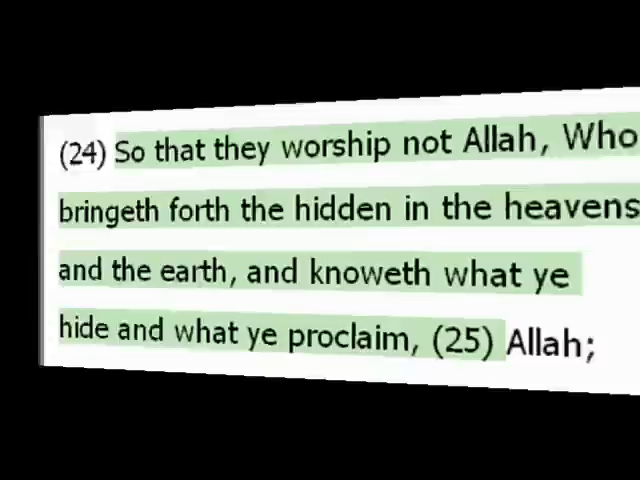 (24) So that they worship not Allah, Who
bringeth forth the hidden in the heavens
and the earth, and knoweth what ye
hide and what ye proclaim, (25) Allah;